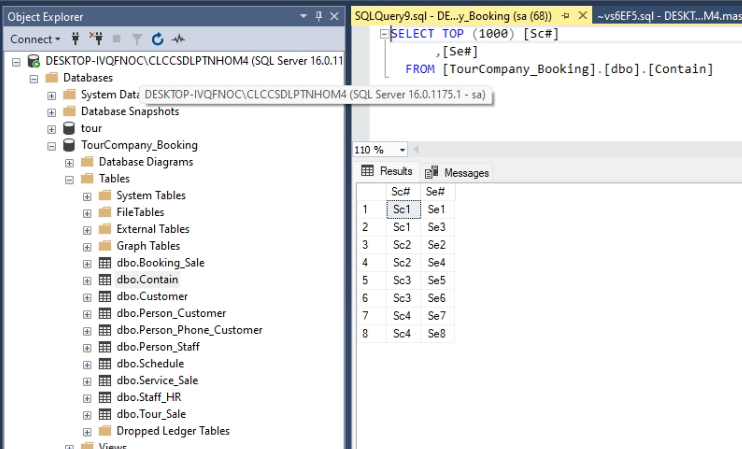 Object Explorer
Connect
DESKTOP-IVQFNOC\CLCCSDLPTNHOM4 (SQL Server 16.0.11
Databases
System Data
DESKTOP-IVQFNOC\CLCCSDLPTNHOM4 (SQL Server 16.0.1175.1 - sa)
Database Snapshots
tour
TourCompany_Booking
Database Diagrams
Tables
System Tables
FileTables
External Tables
Graph Tables
dbo.Booking_Sale
dbo.Contain
dbo.Customer
dbo.Person_Customer
dbo.Person_Phone_Customer
dbo.Person_Staff
dbo.Schedule
dbo.Service_Sale
dbo.Staff_HR
dbo.Tour_Sale
Dropped Ledger Tables
Views
SQLQuery9.sql - DE...y_Booking (sa (68)) ~vs6EF5.sql - DESKT...M4.mas
SELECT TOP (1000) [Sc#]
,[Se#]
FROM [TourCompany_Booking].[dbo].[Contain]
110 %
Results Messages
Sc# Se#
1 Sc1 Se1
2 Sc1 Se3
3 Sc2 Se2
4 Sc2 Se4
5 Sc3 Se5
6 Sc3 Se6
7 Sc4 Se7
8 Sc4 Se8